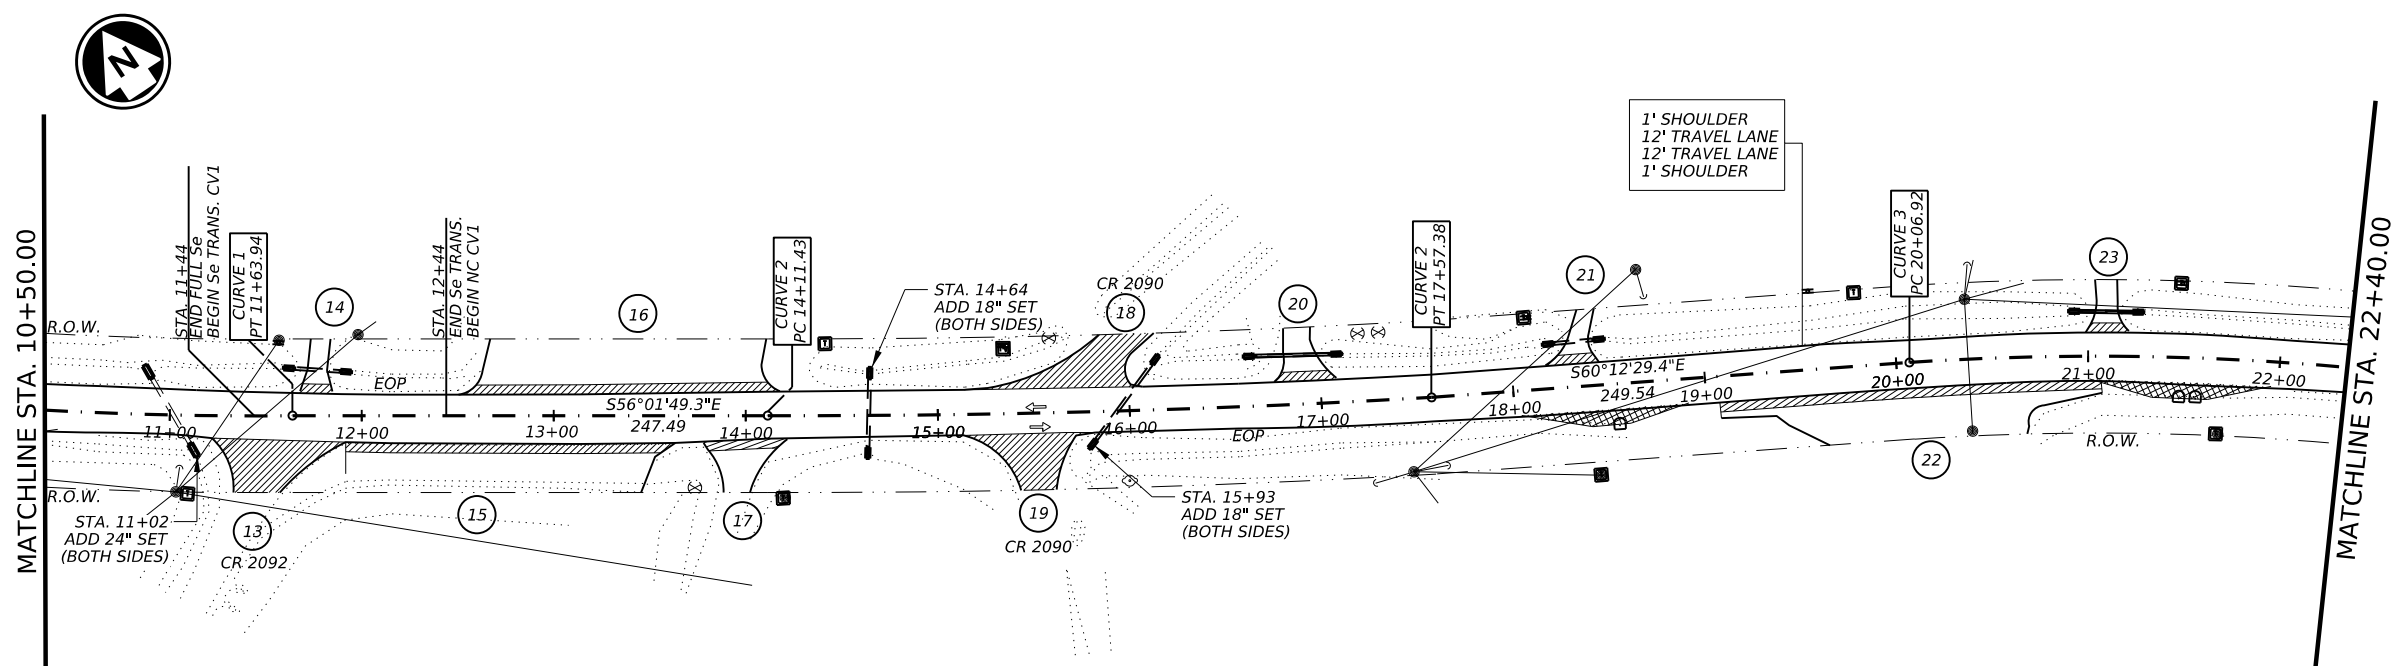 N
MATCHLINE STA. 10+50.00
R.O.W.
STA. 11+44
END FULL Se
BEGIN Se TRANS. CV1
CURVE 1
PT 11+63.94
14
STA. 12+44
END Se TRANS.
BEGIN NC CV1
EOP
16
CURVE 2
PC 14+11.43
STA. 14+64
ADD 18" SET
(BOTH SIDES)
CR 2090
18
20
CURVE 2
PT 17+57.38
21
1' SHOULDER
12' TRAVEL LANE
12' TRAVEL LANE
1' SHOULDER
CURVE 3
PC 20+06.92
23
MATCHLINE STA. 22+40.00
S56°01'49.3"E
247.49
S60°12'29.4"E
249.54
11+00
12+00
13+00
14+00
15+00
16+00
17+00
18+00
19+00
20+00
21+00
22+00
EOP
R.O.W.
R.O.W.
STA. 11+02
ADD 24" SET
(BOTH SIDES)
13
CR 2092
15
17
19
CR 2090
STA. 15+93
ADD 18" SET
(BOTH SIDES)
22